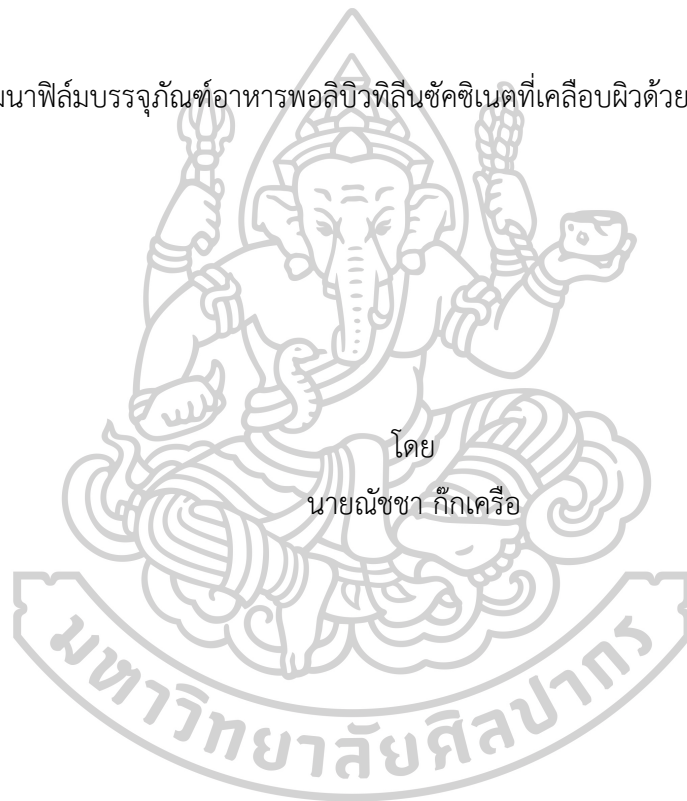 นาฟิล์มบรรจุภัณฑ์อาหารพอลิบิวทิลีนซัคซิเนตที่เคลือบผิวด้วย
โดย
นายณัชชา ก๊กเครือ
มหาวิทยาลัยศิลปากร